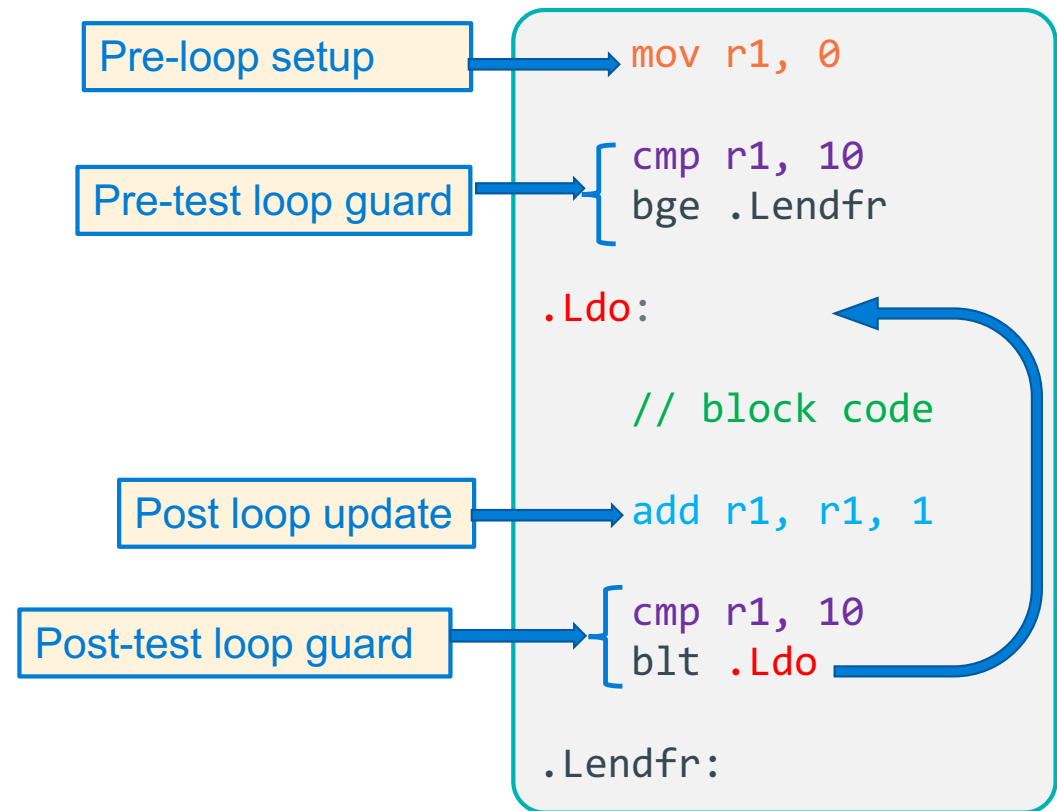 Pre-loop setup
mov r1, 0
Pre-test loop guard
cmp r1, 10
bge .Lendfr
.Ldo:
// block code
Post loop update
add r1, r1, 1
Post-test loop guard
cmp r1, 10
blt .Ldo
.Lendfr: